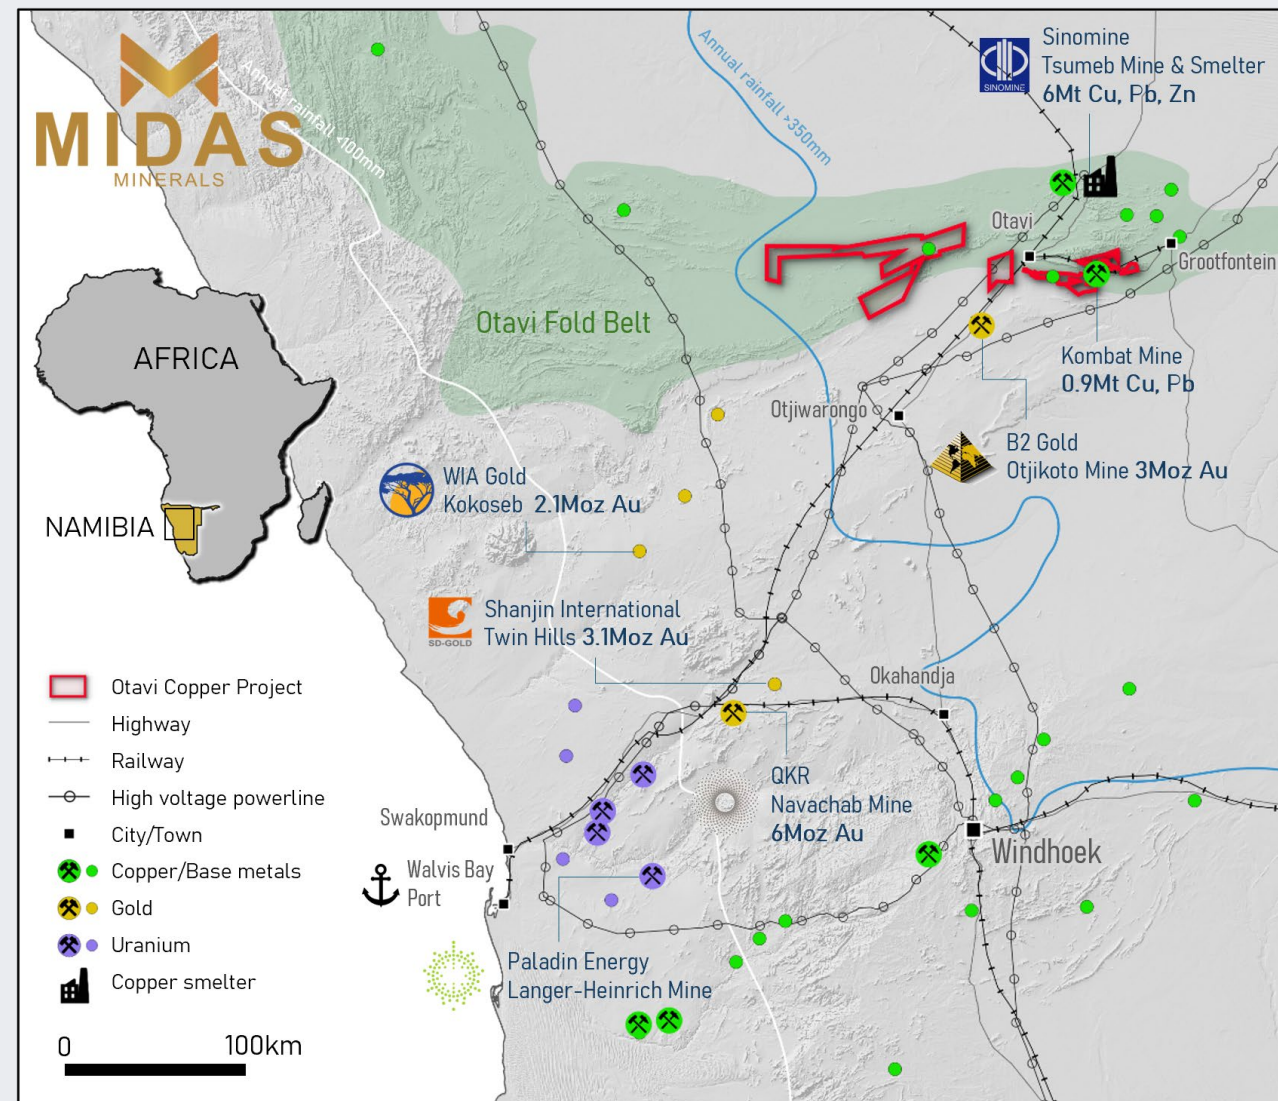 MIDAS
MINERALS
Annual rainfall <100mm
Annual rainfall >350mm
Sinomine
Tsumeb Mine & Smelter
6Mt Cu, Pb, Zn
SINOMINE
Otavi
Grootfontein
Otavi Fold Belt
Kombat Mine
0.9Mt Cu, Pb
AFRICA
NAMIBIA
Otjiwarongo
B2 Gold
Otjikoto Mine 3Moz Au
WIA Gold
Kokoseb 2.1Moz Au
Shanjin International
Twin Hills 3.1Moz Au
SD-GOLD
Okahandja
QKR
Navachab Mine
6Moz Au
Swakopmund
Walvis Bay
Port
Windhoek
Paladin Energy
Langer-Heinrich Mine
Otavi Copper Project
Highway
Railway
High voltage powerline
City/Town
Copper/Base metals
Gold
Uranium
Copper smelter
0 100km